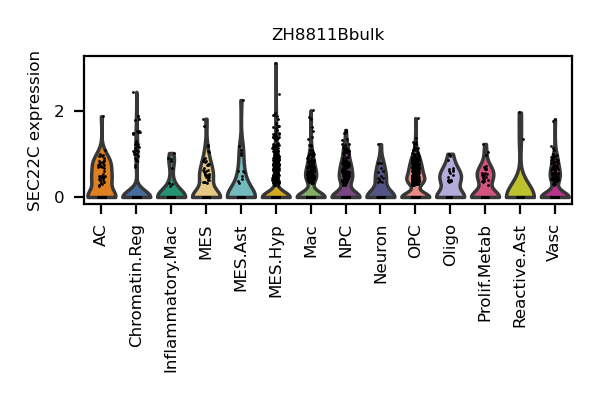 ZH8811Bbulk
SEC22C expression
2
0
AC
Chromatin.Reg
Inflammatory.Mac
MES
MES.Ast
MES.Hyp
Mac
NPC
Neuron
OPC
Oligo
Prolif.Metab
Reactive.Ast
Vasc